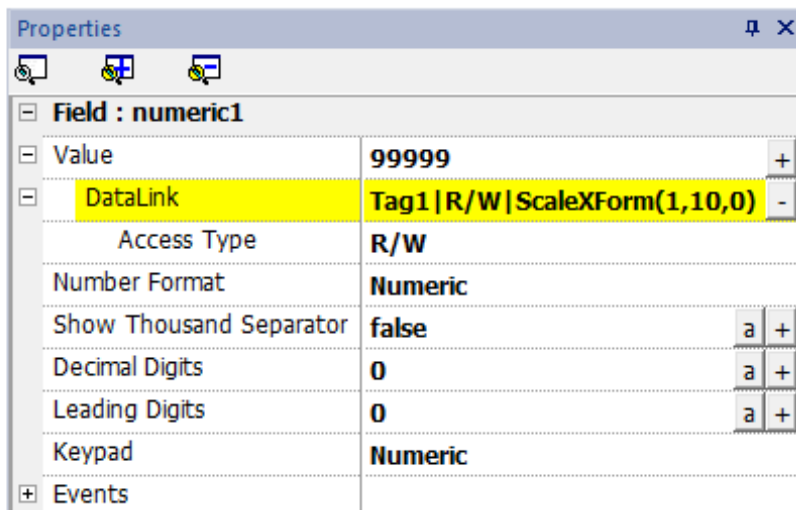 Properties
Field : numeric1
Value 99999 +
DataLink Tag1|R/W|ScaleXForm(1,10,0) -
Access Type R/W
Number Format Numeric
Show Thousand Separator false a +
Decimal Digits 0 a +
Leading Digits 0 a +
Keypad Numeric
Events